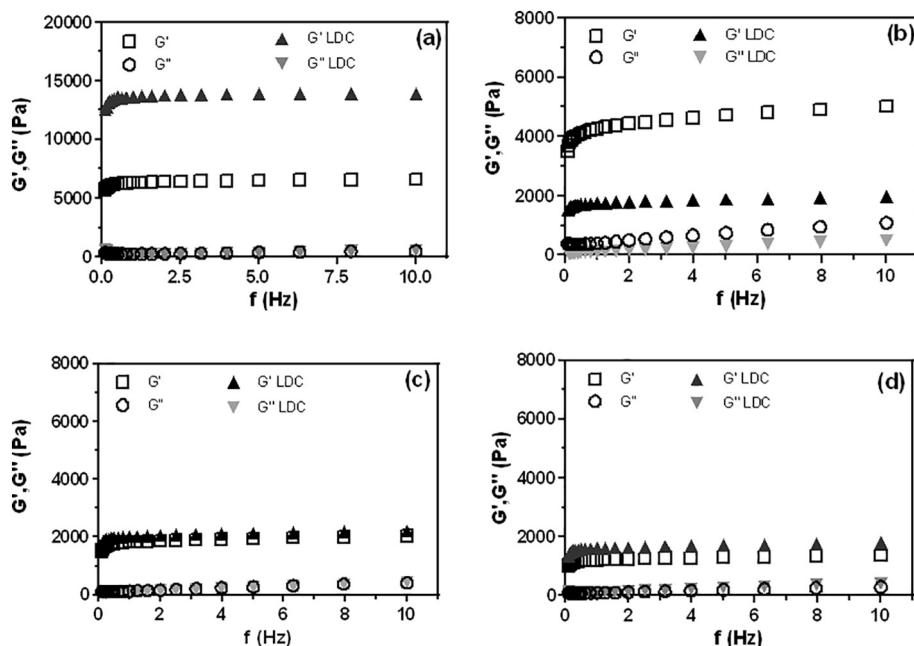 (a)
20000
15000
10000
5000
0
G',G'' (Pa)
G'
G''
G' LDC
G'' LDC
0.0
2.5
5.0
7.5
10.0
f (Hz)
(b)
8000
6000
4000
2000
0
G',G'' (Pa)
G'
G''
G' LDC
G'' LDC
0
2
4
6
8
10
f (Hz)
(c)
8000
6000
4000
2000
0
G',G'' (Pa)
G'
G''
G' LDC
G'' LDC
0
2
4
6
8
10
f (Hz)
(d)
8000
6000
4000
2000
0
G',G'' (Pa)
G'
G''
G' LDC
G'' LDC
0
2
4
6
8
10
f (Hz)